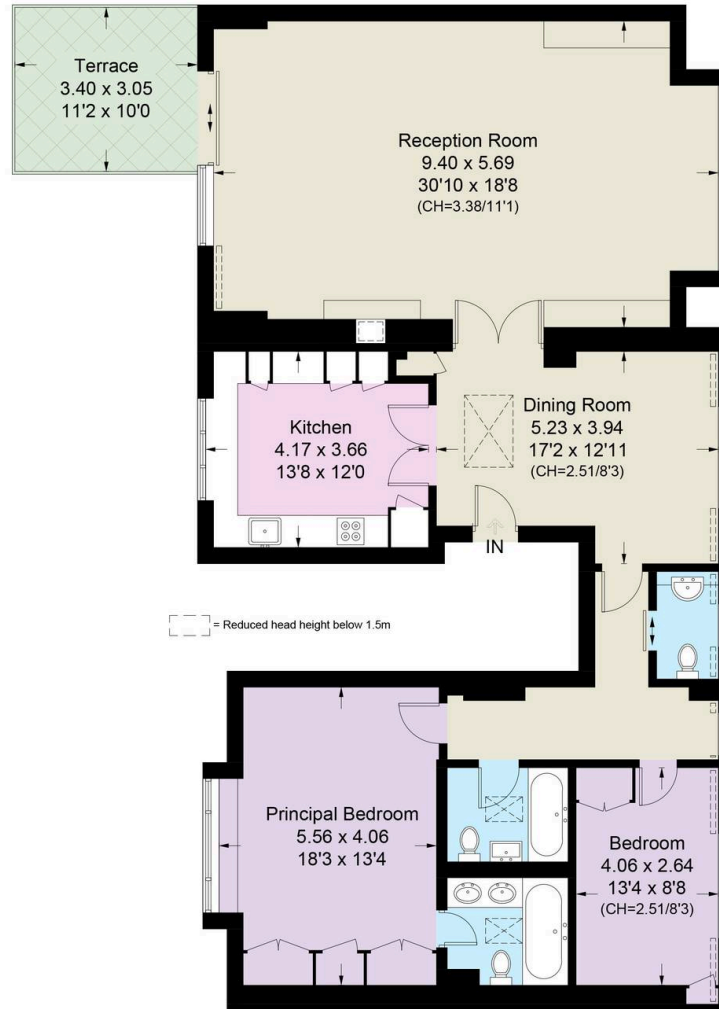 Terrace
3.40 x 3.05
11'2 x 10'0
Reception Room
9.40 x 5.69
30'10 x 18'8
(CH=3.38/11'1)
Kitchen
4.17 x 3.66
13'8 x 12'0
Dining Room
5.23 x 3.94
17'2 x 12'11
(CH=2.51/8'3)
IN
= Reduced head height below 1.5m
Principal Bedroom
5.56 x 4.06
18'3 x 13'4
Bedroom
4.06 x 2.64
13'4 x 8'8
(CH=2.51/8'3)